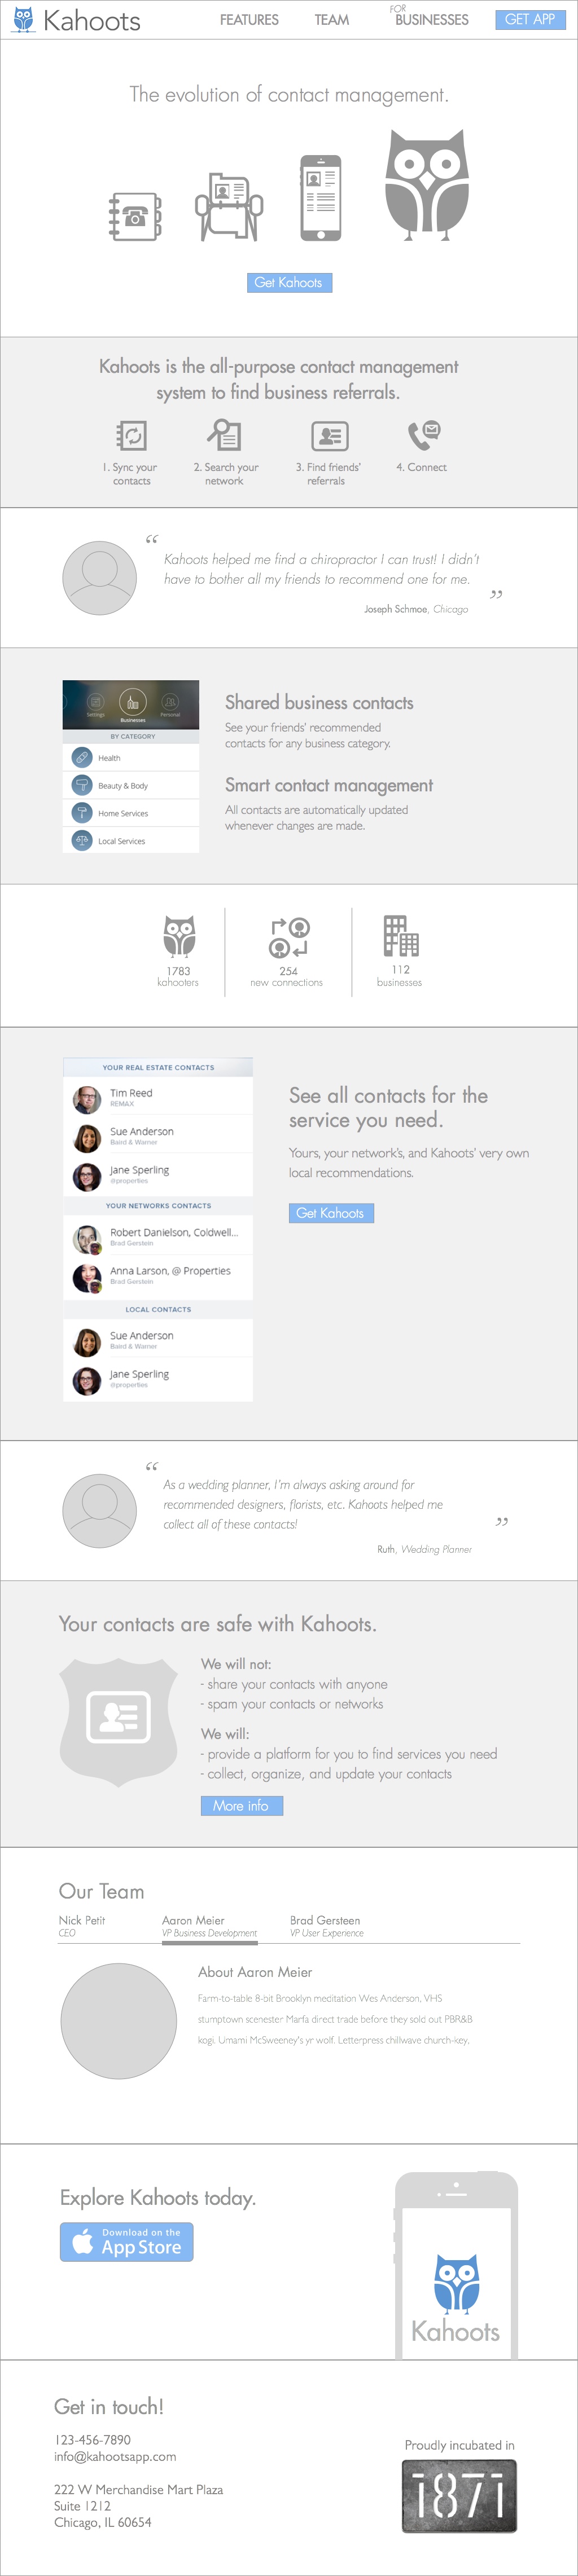 Kahoots
FEATURES
TEAM
FOR
BUSINESSES
GET APP
The evolution of contact management.
Get Kahoots
Kahoots is the all-purpose contact management
system to find business referrals.
1. Sync your
contacts
2. Search your
network
3. Find friends'
referrals
4. Connect
“
Kahoots helped me find a chiropractor I can trust! I didn't
have to bother all my friends to recommend one for me.
”
Joseph Schmoe, Chicago
Settings
Businesses
Personal
BY CATEGORY
Health
Beauty & Body
Home Services
Local Services
Shared business contacts
See your friends' recommended
contacts for any business category.
Smart contact management
All contacts are automatically updated
whenever changes are made.
1783
kahooters
254
new connections
112
businesses
YOUR REAL ESTATE CONTACTS
Tim Reed
REMAX
Sue Anderson
Baird & Warner
Jane Sperling
@properties
YOUR NETWORKS CONTACTS
Robert Danielson, Coldwell...
Brad Gerstein
Anna Larson, @ Properties
Brad Gerstein
LOCAL CONTACTS
Sue Anderson
Baird & Warner
Jane Sperling
@properties
See all contacts for the
service you need.
Yours, your network's, and Kahoots' very own
local recommendations.
Get Kahoots
“
As a wedding planner, I'm always asking around for
recommended designers, florists, etc. Kahoots helped me
collect all of these contacts!
”
Ruth, Wedding Planner
Your contacts are safe with Kahoots.
We will not:
- share your contacts with anyone
- spam your contacts or networks
We will:
- provide a platform for you to find services you need
- collect, organize, and update your contacts
More info
Our Team
Nick Petit
CEO
Aaron Meier
VP Business Development
Brad Gersteen
VP User Experience
About Aaron Meier
Farm-to-table 8-bit Brooklyn meditation Wes Anderson, VHS
stumptown scenester Marfa direct trade before they sold out PBR&B
kogi. Umami McSweeney's yr wolf. Letterpress chillwave church-key.
Explore Kahoots today.
Download on the
App Store
Kahoots
Get in touch!
123-456-7890
info@kahootsapp.com
222 W Merchandise Mart Plaza
Suite 1212
Chicago, IL 60654
Proudly incubated in
1871